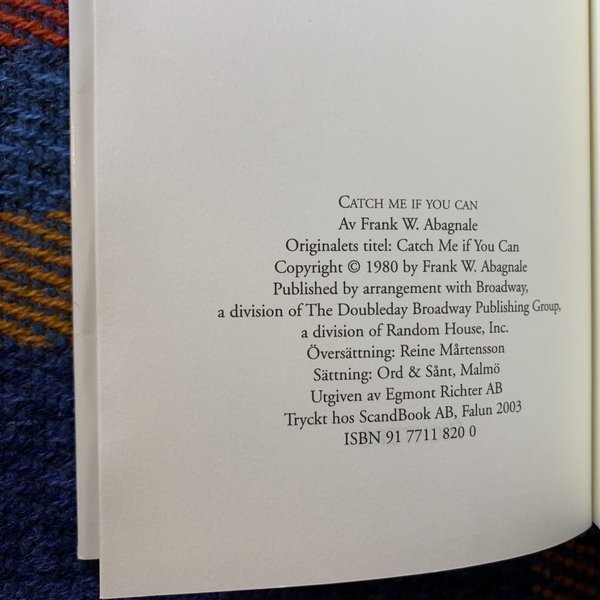 CATCH ME IF YOU CAN
Av Frank W. Abagnale
Originalets titel: Catch Me if You Can
Copyright © 1980 by Frank W. Abagnale
Published by arrangement with Broadway,
a division of The Doubleday Broadway Publishing Group,
a division of Random House, Inc.
Översättning: Reine Mårtensson
Sättning: Ord & Sånt, Malmö
Utgiven av Egmont Richter AB
Tryckt hos ScandBook AB, Falun 2003
ISBN 91 7711 820 0